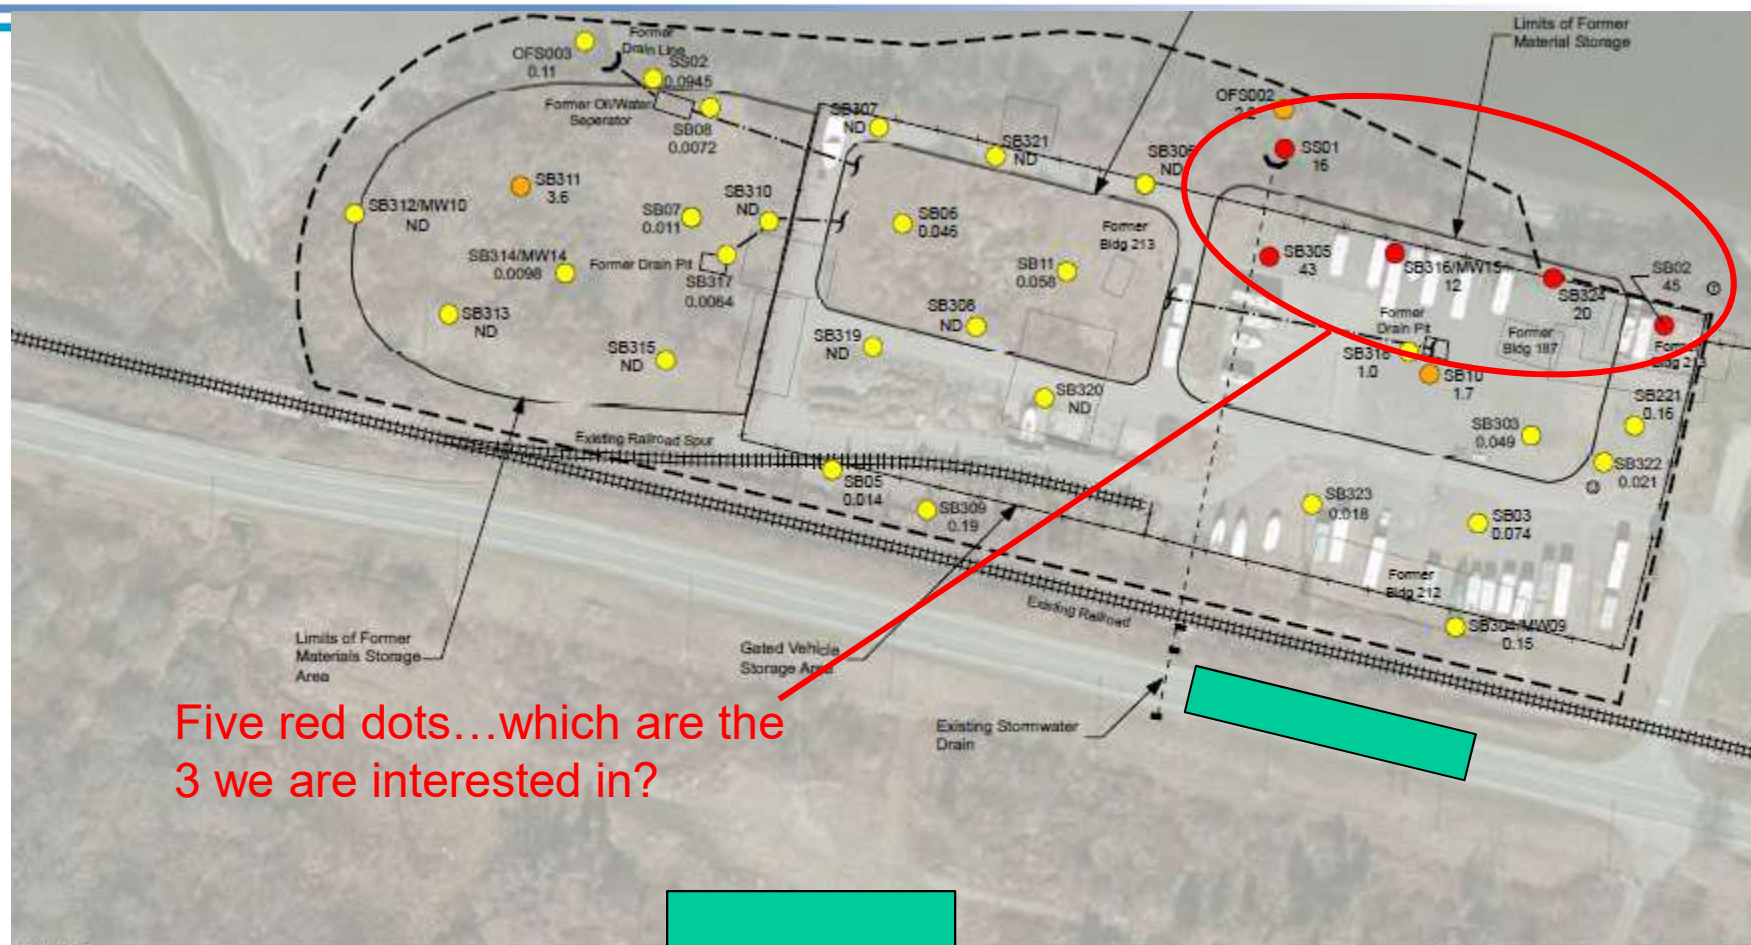 Limits of Former
Material Storage
OFS003
0.11
Former
Drain Line
SS02
0.0945
Former Oil/Water
Seperator
SB08
0.0072
SB307
ND
SB321
ND
SB306
ND
OFS002
SS01
16
SB311
3.6
SB312/MW10
ND
SB07
0.011
SB310
ND
SB06
0.046
Former
Bldg 213
SB305
43
SB316/MW15
12
SB324
20
SB02
45
SB314/MW14
0.0098
Former Drain Pit
SB317
0.0064
SB11
0.058
SB313
ND
SB308
ND
SB319
ND
SB315
ND
Former
Drain Pit
SB318
1.0
Former
Bldg 187
SB10
1.7
SB320
ND
SB221
0.16
SB303
0.049
SB322
0.021
Existing Railroad Spur
SB05
0.014
SB309
0.19
SB323
0.018
SB03
0.074
Former
Bldg 212
Existing Railroad
SB304/MW09
0.15
Limits of Former
Materials Storage
Area
Gated Vehicle
Storage Area
Existing Stormwater
Drain
Five red dots…which are the
3 we are interested in?